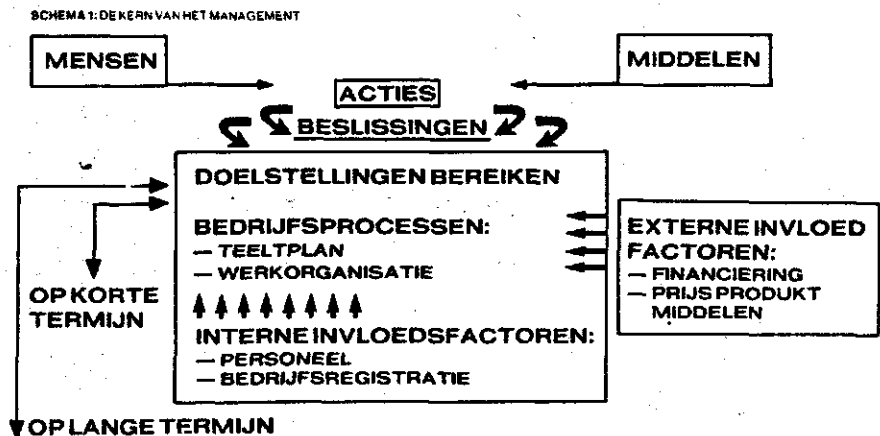 SCHEMA 1: DE KERN VAN HET MANAGEMENT
MENSEN
MIDDELEN
ACTIES
BESLISSINGEN
DOELSTELLINGEN BEREIKEN
BEDRIJFSPROCESSEN:
— TEELTPLAN
— WERKORGANISATIE
INTERNE INVLOEDSFACTOREN:
— PERSONEEL
— BEDRIJFSREGISTRATIE
EXTERNE INVLOED
FACTOREN:
— FINANCIERING
— PRIJS PRODUKT
MIDDELEN
OP KORTE
TERMIJN
OP LANGE TERMIJN